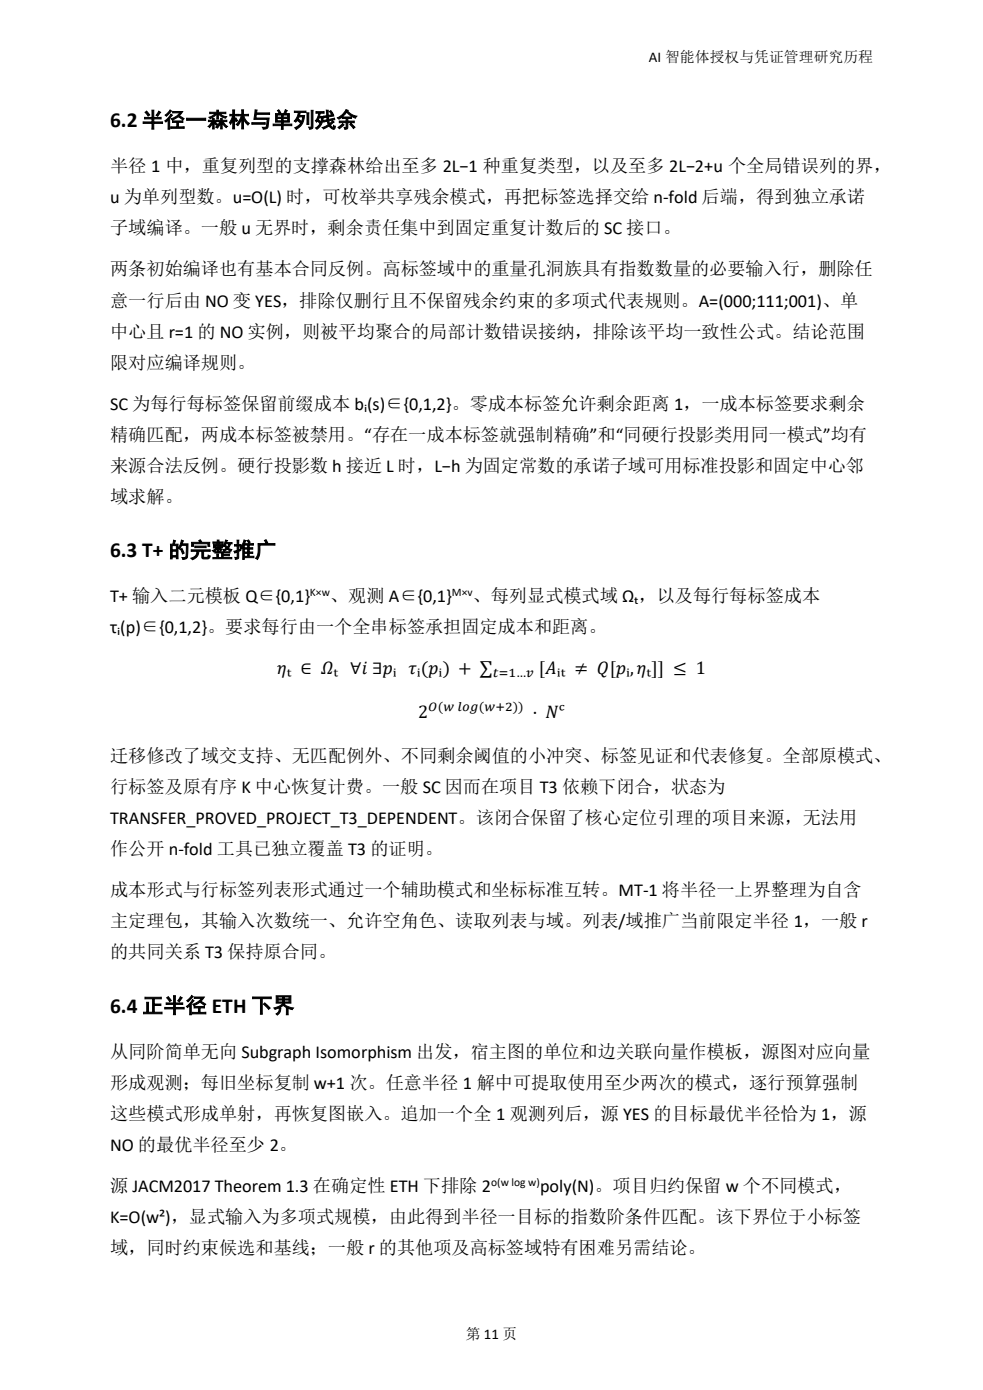 AI 智能体授权与凭证管理研究历程
6.2 半径一森林与单列残余
半径 1 中，重复列型的支撑森林给出至多 2L−1 种重复类型，以及至多 2L−2+u 个全局错误列的界，
u 为单列型数。u=O(L) 时，可枚举共享残余模式，再把标签选择交给 n-fold 后端，得到独立承诺
子域编译。一般 u 无界时，剩余责任集中到固定重复计数后的 SC 接口。
两条初始编译也有基本合同反例。高标签域中的重量孔洞族具有指数数量的必要输入行，删除任
意一行后由 NO 变 YES，排除仅删行且不保留残余约束的多项式代表规则。A=(000;111;001)、单
中心且 r=1 的 NO 实例，则被平均聚合的局部计数错误接纳，排除该平均一致性公式。结论范围
限对应编译规则。
SC 为每行每标签保留前缀成本 bᵢ(s)∈{0,1,2}。零成本标签允许剩余距离 1，一成本标签要求剩余
精确匹配，两成本标签被禁用。“存在一成本标签就强制精确”和“同硬行投影类用同一模式”均有
来源合法反例。硬行投影数 h 接近 L 时，L−h 为固定常数的承诺子域可用标准投影和固定中心邻
域求解。
6.3 T+ 的完整推广
T+ 输入二元模板 Q∈{0,1}ᴷˣʷ、观测 A∈{0,1}ᴹˣᵛ、每列显式模式域 Ωₜ，以及每行每标签成本
τᵢ(p)∈{0,1,2}。要求每行由一个全串标签承担固定成本和距离。
ηₜ ∈ Ωₜ ∀i ∃pᵢ τᵢ(pᵢ) + ∑ₜ₌₁…ᵥ [Aᵢₜ ≠ Q[pᵢ,ηₜ]] ≤ 1
2^{O(w log(w+2))} · Nᶜ
迁移修改了域交支持、无匹配例外、不同剩余阈值的小冲突、标签见证和代表修复。全部原模式、
行标签及原有序 K 中心恢复计费。一般 SC 因而在项目 T3 依赖下闭合，状态为
TRANSFER_PROVED_PROJECT_T3_DEPENDENT。该闭合保留了核心定位引理的项目来源，无法用
作公开 n-fold 工具已独立覆盖 T3 的证明。
成本形式与行标签列表形式通过一个辅助模式和坐标标准互转。MT-1 将半径一上界整理为自含
主定理包，其输入次数统一、允许空角色、读取列表与域。列表/域推广当前限定半径 1，一般 r
的共同关系 T3 保持原合同。
6.4 正半径 ETH 下界
从同阶简单无向 Subgraph Isomorphism 出发，宿主图的单位和边关联向量作模板，源图对应向量
形成观测；每旧坐标复制 w+1 次。任意半径 1 解中可提取使用至少两次的模式，逐行预算强制
这些模式形成单射，再恢复图嵌入。追加一个全 1 观测列后，源 YES 的目标最优半径恰为 1，源
NO 的最优半径至少 2。
源 JACM2017 Theorem 1.3 在确定性 ETH 下排除 2^{o(w log w)}poly(N)。项目归约保留 w 个不同模式，
K=O(w²)，显式输入为多项式规模，由此得到半径一目标的指数阶条件匹配。该下界位于小标签
域，同时约束候选和基线；一般 r 的其他项及高标签域特有困难另需结论。
第 11 页